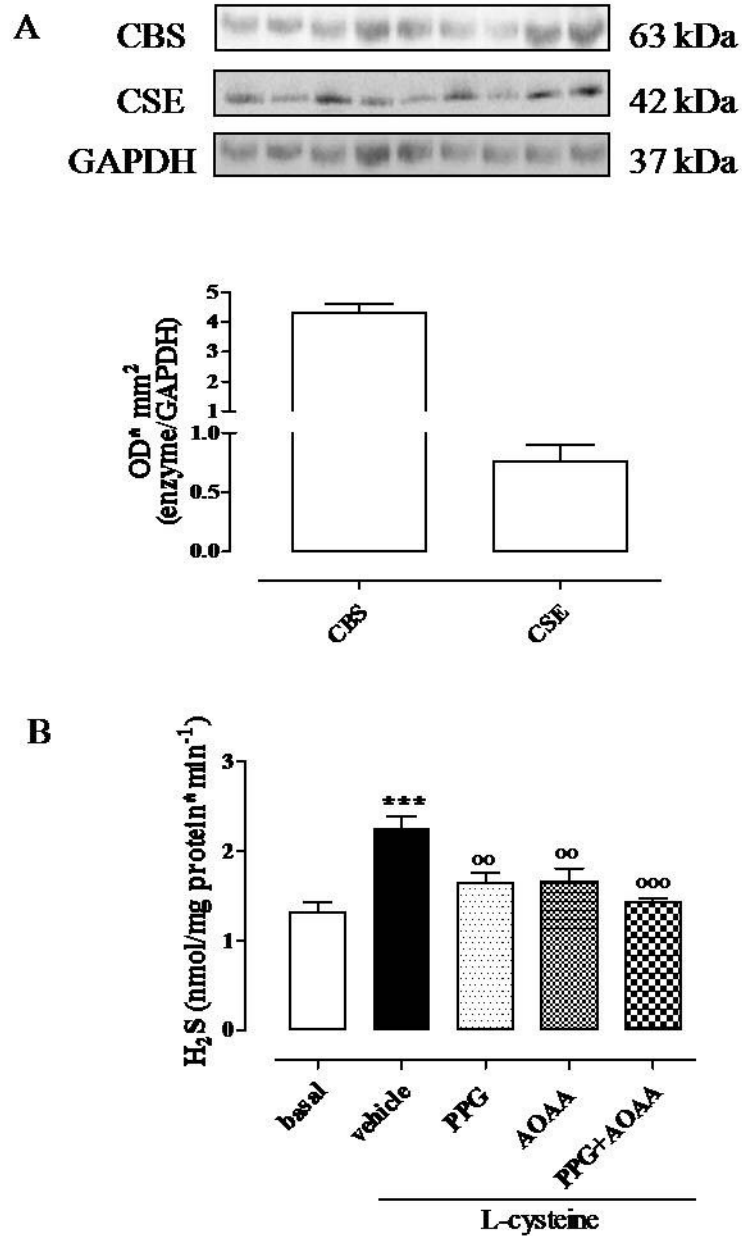 A
CBS 63 kDa
CSE 42 kDa
GAPDH 37 kDa
OD* mm²
(enzyme/GAPDH)
5
4
3
2
1
1.0
0.5
0.0
CBS
CSE
B
H₂S (nmol/mg protein*min⁻¹)
3
2
1
0
***
oo
oo
ooo
basal
vehicle
PPG
AOAA
PPG+AOAA
L-cysteine